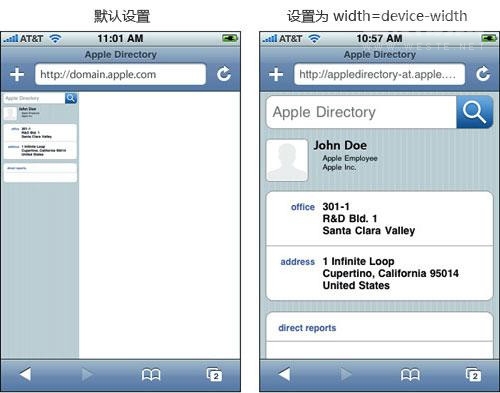 默认设置
AT&T 11:01 AM
Apple Directory
http://domain.apple.com
Apple Directory
John Doe
Apple Employee
Apple Inc.
office 301-1
R&D Bld. 1
Santa Clara Valley
address 1 Infinite Loop
Cupertino, California 95014
United States
direct reports
2
设置为 width=device-width
AT&T 10:57 AM
Apple Directory
http://appledirectory-at.apple....
Apple Directory
John Doe
Apple Employee
Apple Inc.
office 301-1
R&D Bld. 1
Santa Clara Valley
address 1 Infinite Loop
Cupertino, California 95014
United States
direct reports
2